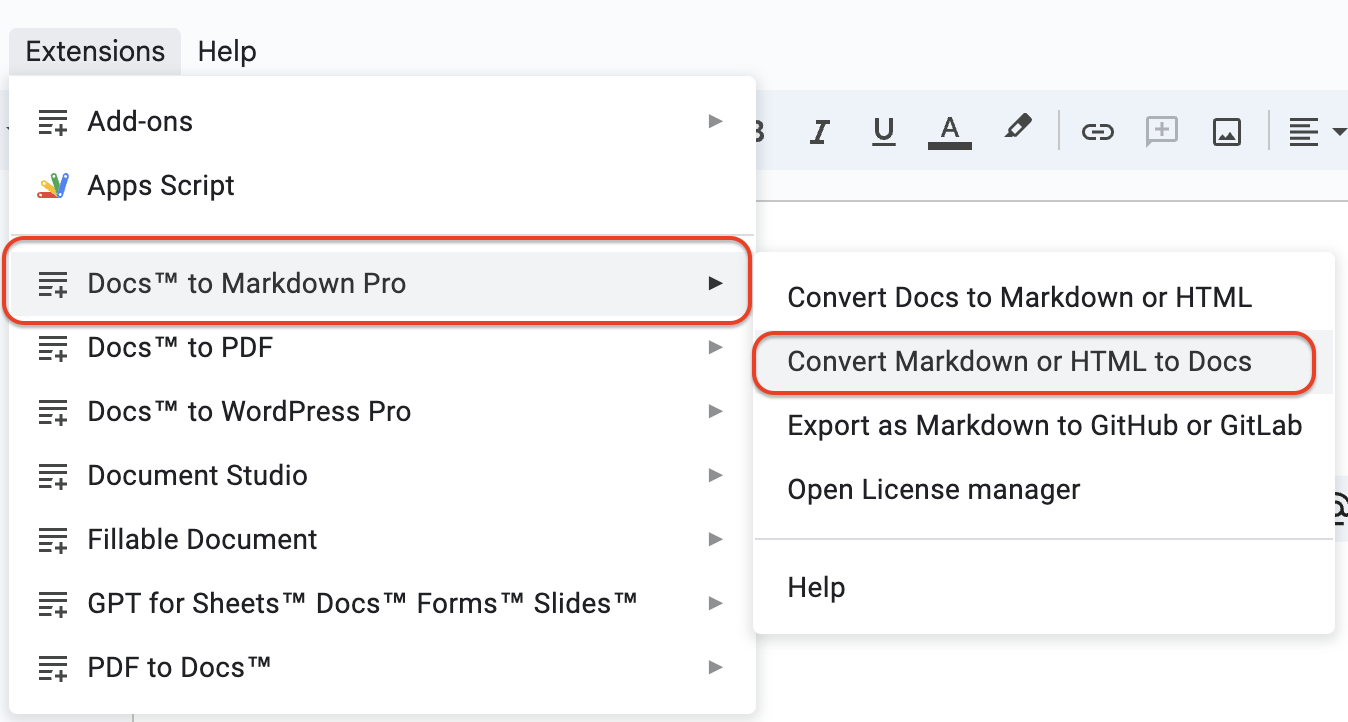 Extensions Help
Add-ons
Apps Script
Docs™ to Markdown Pro
Docs™ to PDF
Docs™ to WordPress Pro
Document Studio
Fillable Document
GPT for Sheets™ Docs™ Forms™ Slides™
PDF to Docs™
B I U A
Convert Docs to Markdown or HTML
Convert Markdown or HTML to Docs
Export as Markdown to GitHub or GitLab
Open License manager
Help
@